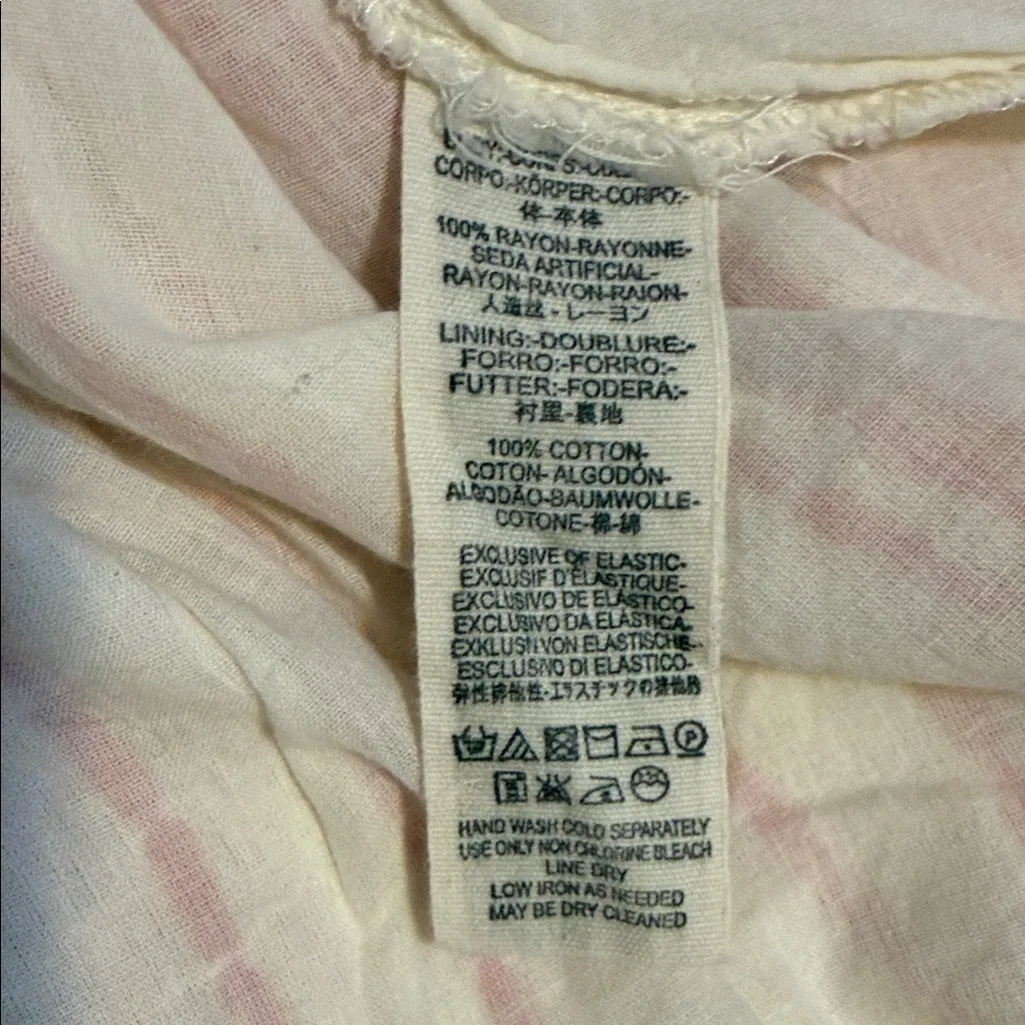 CORPO:-KÖRPER:-CORPO:-
体-本体
100% RAYON-RAYONNE-
SEDA ARTIFICIAL-
RAYON-RAYON-RAION-
人造丝-レーヨン
LINING:-DOUBLURE:-
FORRO:-FORRO:-
FUTTER:-FODERA:-
衬里-裏地
100% COTTON-
COTON-ALGODÓN-
ALGODÃO-BAUMWOLLE-
COTONE-棉-綿
EXCLUSIVE OF ELASTIC-
EXCLUSIF D'ÉLASTIQUE-
EXCLUSIVO DE ELÁSTICO-
EXCLUSIVO DA ELÁSTICA-
EXKLUSIV VON ELASTISCHE-
ESCLUSIVO DI ELASTICO-
P
HAND WASH COLD SEPARATELY
USE ONLY NON CHLORINE BLEACH
LINE DRY
LOW IRON AS NEEDED
MAY BE DRY CLEANED